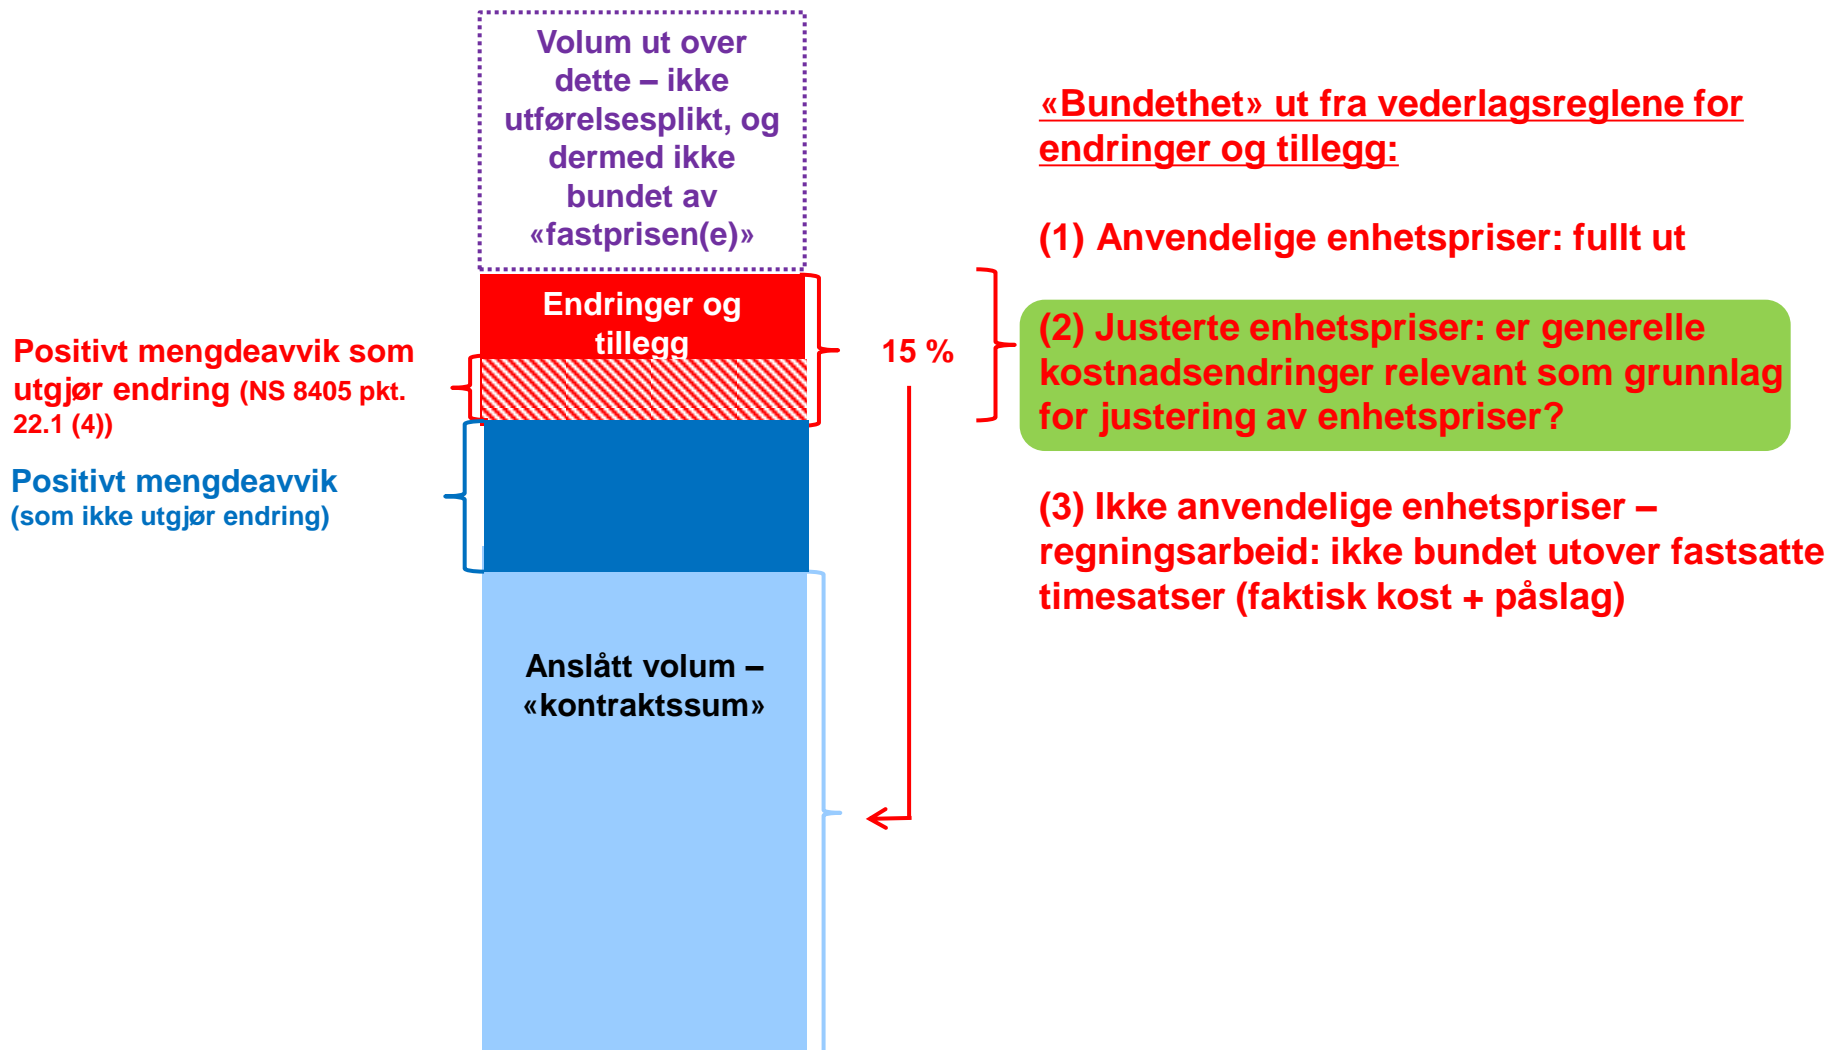 Volum ut over
dette – ikke
utførelsesplikt, og
dermed ikke
bundet av
«fastprisen(e)»
Endringer og
tillegg
Positivt mengdeavvik som
utgjør endring (NS 8405 pkt.
22.1 (4))
Positivt mengdeavvik
(som ikke utgjør endring)
Anslått volum –
«kontraktssum»
15 %
«Bundethet» ut fra vederlagsreglene for
endringer og tillegg:
(1) Anvendelige enhetspriser: fullt ut
(2) Justerte enhetspriser: er generelle
kostnadsendringer relevant som grunnlag
for justering av enhetspriser?
(3) Ikke anvendelige enhetspriser –
regningsarbeid: ikke bundet utover fastsatte
timesatser (faktisk kost + påslag)